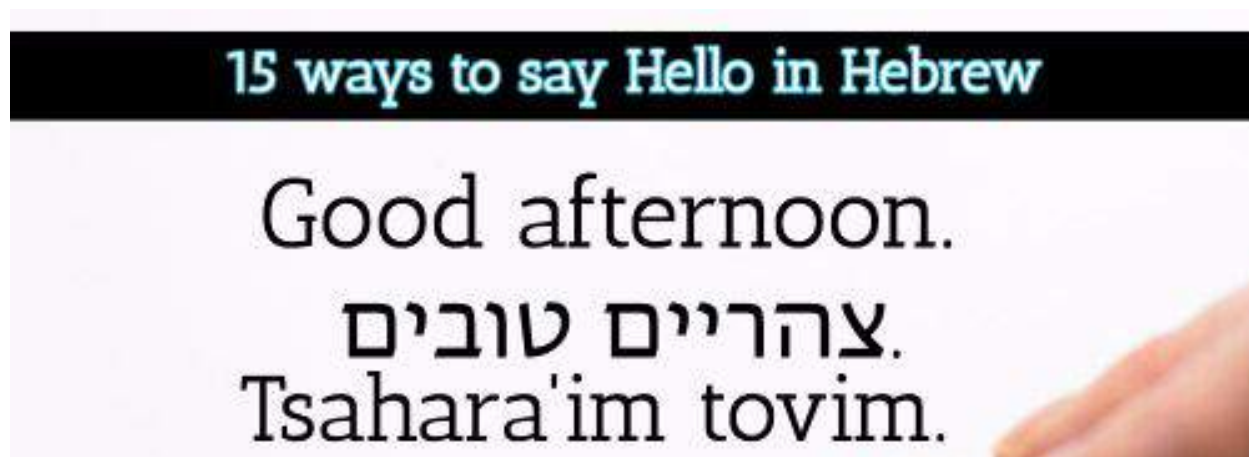 15 ways to say Hello in Hebrew
Good afternoon.
צהריים טובים.
Tsahara'im tovim.